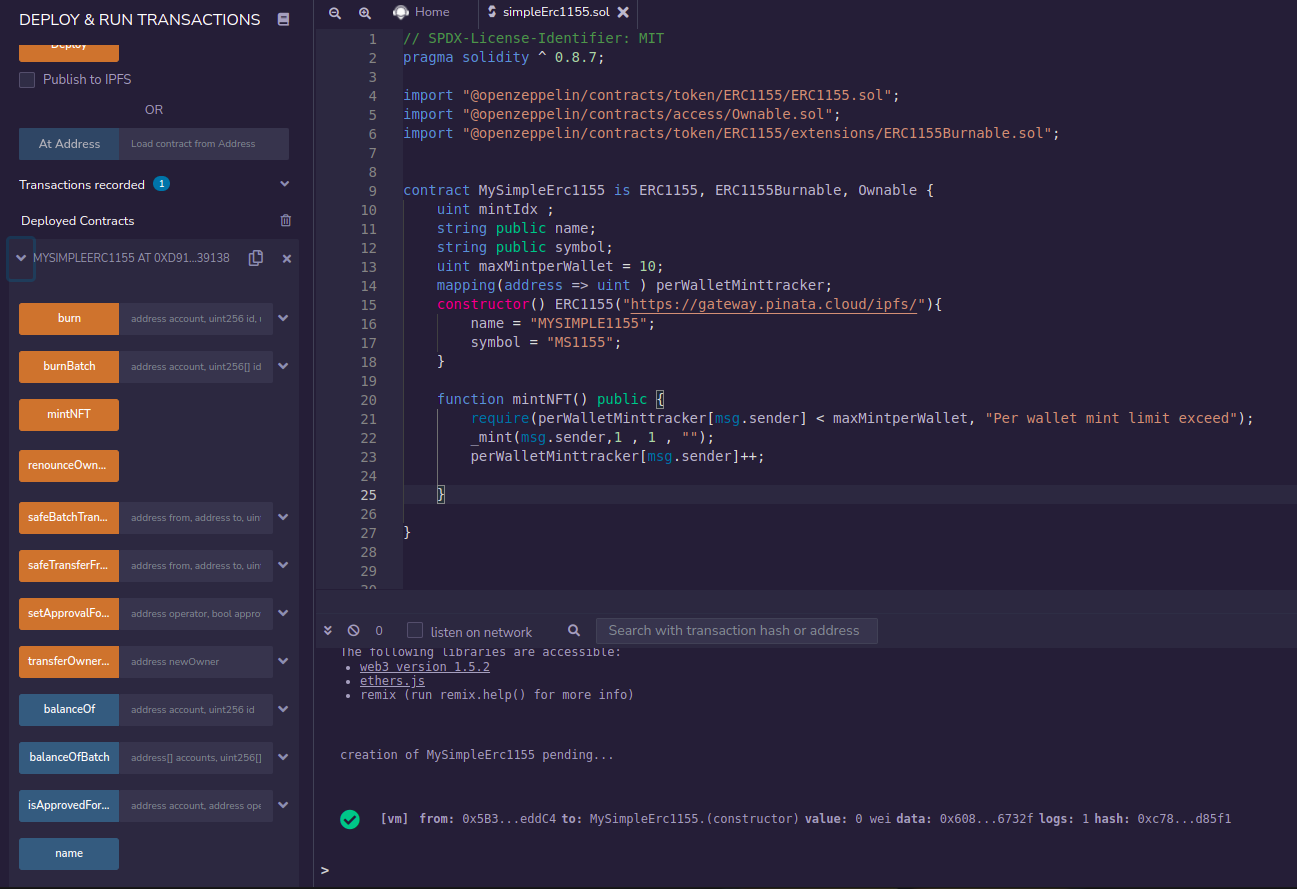 DEPLOY & RUN TRANSACTIONS
Deploy
Publish to IPFS
OR
At Address
Load contract from Address
Transactions recorded 1
Deployed Contracts
MYSIMPLEERC1155 AT 0XD91...39138
burn
address account, uint256 id,
burnBatch
address account, uint256[] id
mintNFT
renounceOwn...
safeBatchTran...
address from, address to, uin
safeTransferFr...
address from, address to, uin
setApprovalFo...
address operator, bool appro
transferOwner...
address newOwner
balanceOf
address account, uint256 id
balanceOfBatch
address[] accounts, uint256[]
isApprovedFor...
address account, address ope
name
Home
simpleErc1155.sol
1 // SPDX-License-Identifier: MIT
2 pragma solidity ^ 0.8.7;
3
4 import "@openzeppelin/contracts/token/ERC1155/ERC1155.sol";
5 import "@openzeppelin/contracts/access/Ownable.sol";
6 import "@openzeppelin/contracts/token/ERC1155/extensions/ERC1155Burnable.sol";
7
8
9 contract MySimpleErc1155 is ERC1155, ERC1155Burnable, Ownable {
10 uint mintIdx ;
11 string public name;
12 string public symbol;
13 uint maxMintperWallet = 10;
14 mapping(address => uint ) perWalletMinttracker;
15 constructor() ERC1155("https://gateway.pinata.cloud/ipfs/"){
16 name = "MYSIMPLE1155";
17 symbol = "MS1155";
18 }
19
20 function mintNFT() public {
21 require(perWalletMinttracker[msg.sender] < maxMintperWallet, "Per wallet mint limit exceed");
22 _mint(msg.sender,1 , 1 , "");
23 perWalletMinttracker[msg.sender]++;
24
25 }
26
27 }
28
29
30
0
listen on network
Search with transaction hash or address
The following libraries are accessible:
• web3 version 1.5.2
• ethers.js
• remix (run remix.help() for more info)
creation of MySimpleErc1155 pending...
[vm] from: 0x5B3...eddC4 to: MySimpleErc1155.(constructor) value: 0 wei data: 0x608...6732f logs: 1 hash: 0xc78...d85f1
>